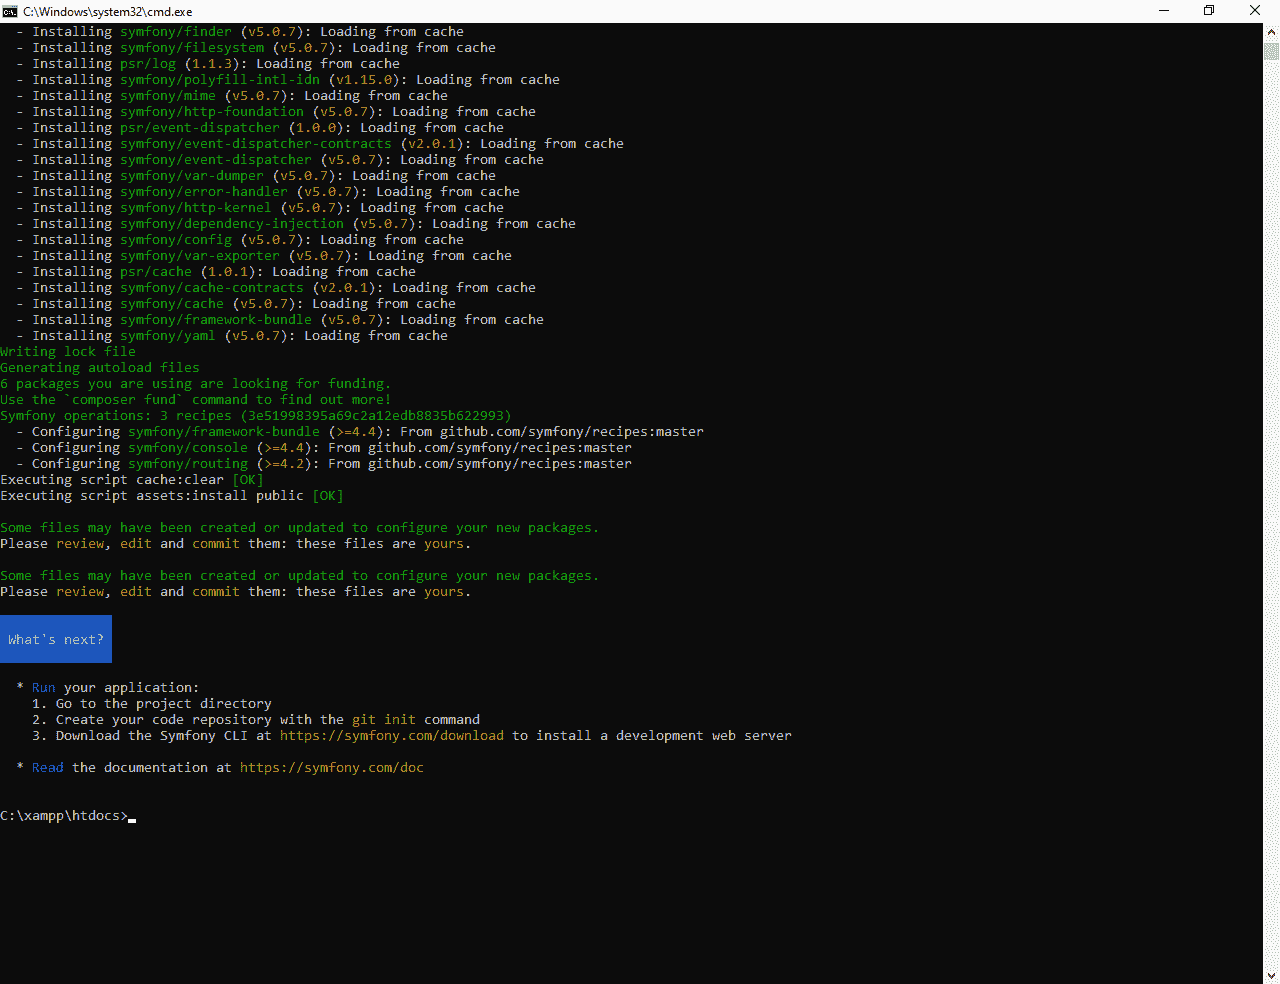 C:\Windows\system32\cmd.exe
  - Installing symfony/finder (v5.0.7): Loading from cache
  - Installing symfony/filesystem (v5.0.7): Loading from cache
  - Installing psr/log (1.1.3): Loading from cache
  - Installing symfony/polyfill-intl-idn (v1.15.0): Loading from cache
  - Installing symfony/mime (v5.0.7): Loading from cache
  - Installing symfony/http-foundation (v5.0.7): Loading from cache
  - Installing psr/event-dispatcher (1.0.0): Loading from cache
  - Installing symfony/event-dispatcher-contracts (v2.0.1): Loading from cache
  - Installing symfony/event-dispatcher (v5.0.7): Loading from cache
  - Installing symfony/var-dumper (v5.0.7): Loading from cache
  - Installing symfony/error-handler (v5.0.7): Loading from cache
  - Installing symfony/http-kernel (v5.0.7): Loading from cache
  - Installing symfony/dependency-injection (v5.0.7): Loading from cache
  - Installing symfony/config (v5.0.7): Loading from cache
  - Installing symfony/var-exporter (v5.0.7): Loading from cache
  - Installing psr/cache (1.0.1): Loading from cache
  - Installing symfony/cache-contracts (v2.0.1): Loading from cache
  - Installing symfony/cache (v5.0.7): Loading from cache
  - Installing symfony/framework-bundle (v5.0.7): Loading from cache
  - Installing symfony/yaml (v5.0.7): Loading from cache
Writing lock file
Generating autoload files
6 packages you are using are looking for funding.
Use the `composer fund` command to find out more!
Symfony operations: 3 recipes (3e51998395a69c2a12edb8835b622993)
  - Configuring symfony/framework-bundle (>=4.4): From github.com/symfony/recipes:master
  - Configuring symfony/console (>=4.4): From github.com/symfony/recipes:master
  - Configuring symfony/routing (>=4.2): From github.com/symfony/recipes:master
Executing script cache:clear [OK]
Executing script assets:install public [OK]
Some files may have been created or updated to configure your new packages.
Please review, edit and commit them: these files are yours.
Some files may have been created or updated to configure your new packages.
Please review, edit and commit them: these files are yours.
What's next?
  * Run your application:
    1. Go to the project directory
    2. Create your code repository with the git init command
    3. Download the Symfony CLI at https://symfony.com/download to install a development web server
  * Read the documentation at https://symfony.com/doc
C:\xampp\htdocs>